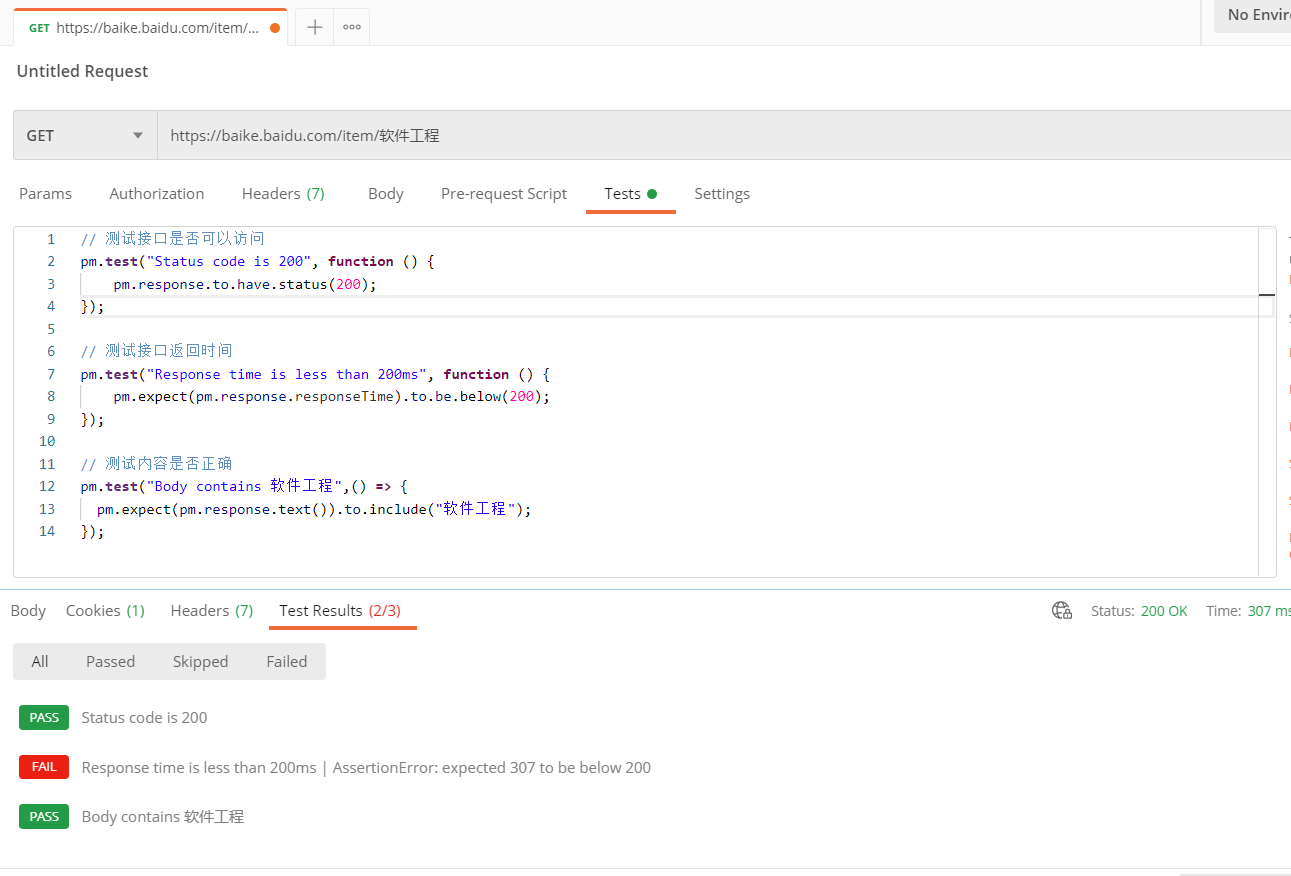 GET https://baike.baidu.com/item/...
No Envir
Untitled Request
GET https://baike.baidu.com/item/软件工程
Params Authorization Headers (7) Body Pre-request Script Tests Settings
1 // 测试接口是否可以访问
2 pm.test("Status code is 200", function () {
3 pm.response.to.have.status(200);
4 });
5
6 // 测试接口返回时间
7 pm.test("Response time is less than 200ms", function () {
8 pm.expect(pm.response.responseTime).to.be.below(200);
9 });
10
11 // 测试内容是否正确
12 pm.test("Body contains 软件工程",() => {
13 pm.expect(pm.response.text()).to.include("软件工程");
14 });
Body Cookies (1) Headers (7) Test Results (2/3) Status: 200 OK Time: 307 ms
All Passed Skipped Failed
PASS Status code is 200
FAIL Response time is less than 200ms | AssertionError: expected 307 to be below 200
PASS Body contains 软件工程